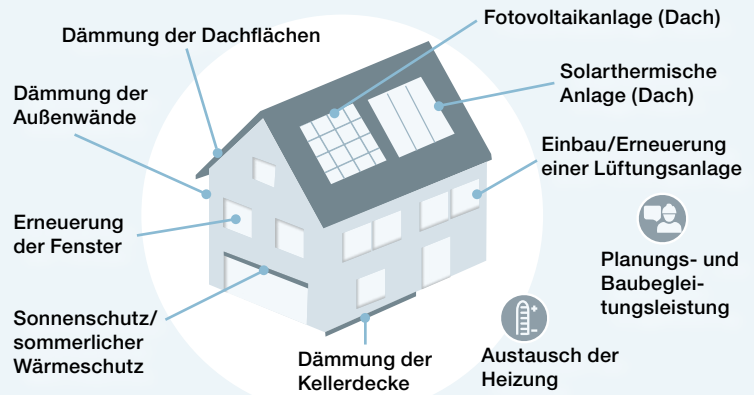 Fotovoltaikanlage (Dach)
Dämmung der Dachflächen
Solarthermische
Anlage (Dach)
Dämmung der
Außenwände
Einbau/Erneuerung
einer Lüftungsanlage
Erneuerung
der Fenster
Planungs- und
Baubeglei-
tungsleistung
Sonnenschutz/
sommerlicher
Wärmeschutz
Dämmung der
Kellerdecke
Austausch der
Heizung